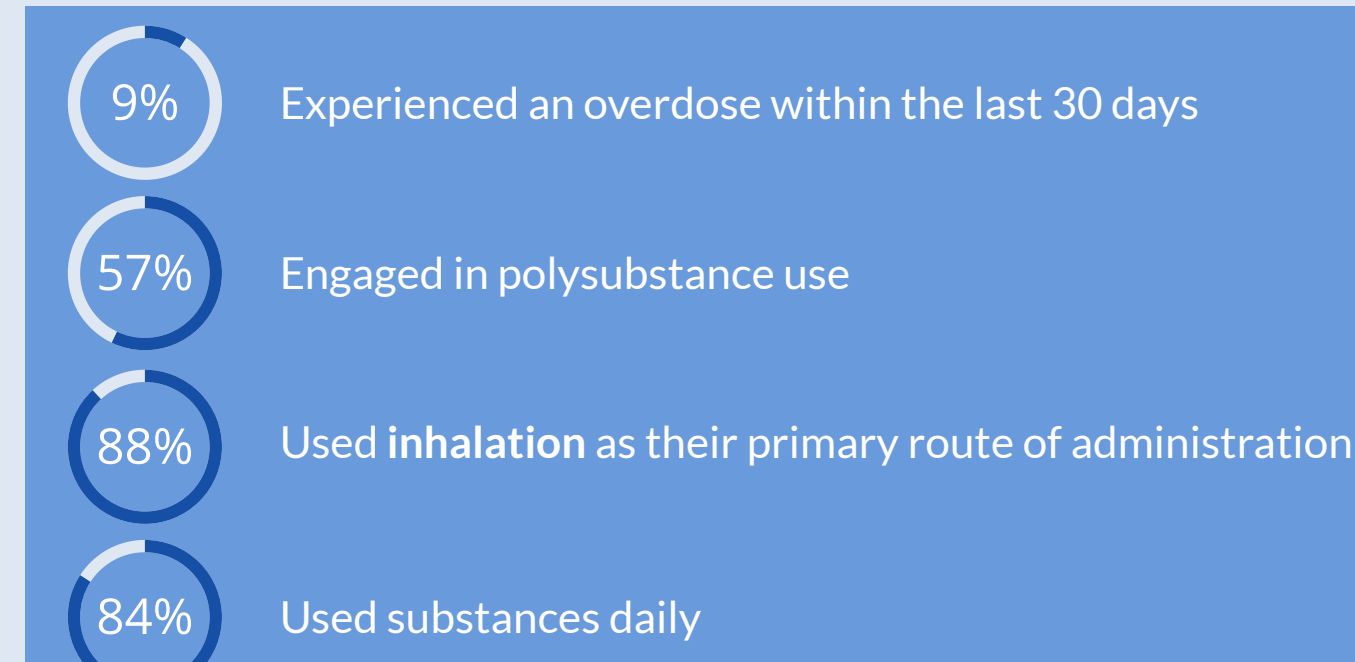 9% Experienced an overdose within the last 30 days
57% Engaged in polysubstance use
88% Used inhalation as their primary route of administration
84% Used substances daily